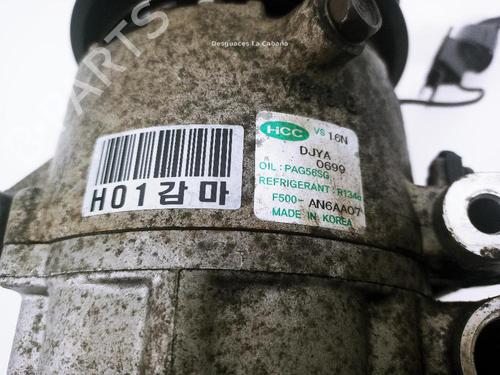 Desguaces La Cabaña
PARTS
HCC VS 16N
DJYA
0699
OIL: PAG56SG
REFRIGERANT: R134a
F500-AN6AA07
MADE IN KOREA
H01감마